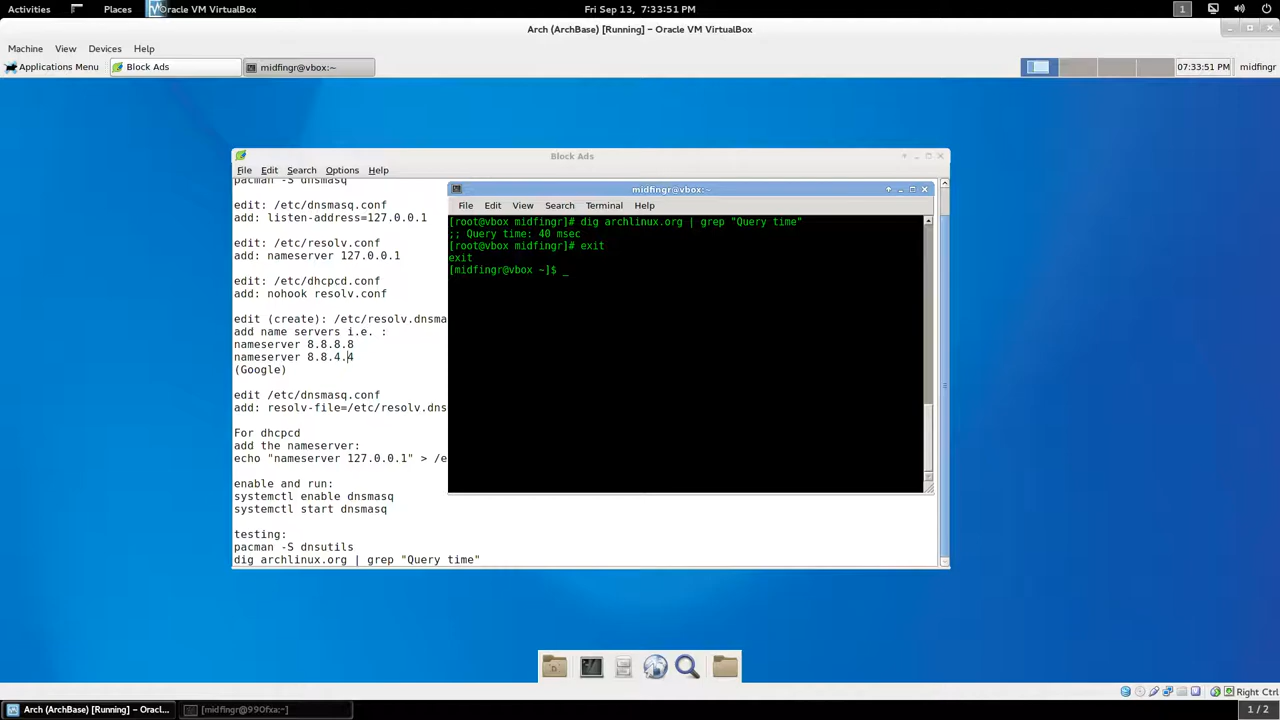 Activities Places Oracle VM VirtualBox Fri Sep 13, 7:33:51 PM 1
Arch (ArchBase) [Running] – Oracle VM VirtualBox
Machine View Devices Help
Applications Menu Block Ads midfingr@vbox:~ 07:33:51 PM midfingr
Block Ads
File Edit Search Options Help
pacman -S dnsmasq
edit: /etc/dnsmasq.conf
add: listen-address=127.0.0.1
edit: /etc/resolv.conf
add: nameserver 127.0.0.1
edit: /etc/dhcpcd.conf
add: nohook resolv.conf
edit (create): /etc/resolv.dnsma
add name servers i.e. :
nameserver 8.8.8.8
nameserver 8.8.4.4
(Google)
edit /etc/dnsmasq.conf
add: resolv-file=/etc/resolv.dns
For dhcpcd
add the nameserver:
echo "nameserver 127.0.0.1" > /e
enable and run:
systemctl enable dnsmasq
systemctl start dnsmasq
testing:
pacman -S dnsutils
dig archlinux.org | grep "Query time"
midfingr@vbox:~
File Edit View Search Terminal Help
[root@vbox midfingr]# dig archlinux.org | grep "Query time"
;; Query time: 40 msec
[root@vbox midfingr]# exit
exit
[midfingr@vbox ~]$ _
Right Ctrl
Arch (ArchBase) [Running] – Oracl... [midfingr@990fxa:~] 1 / 2